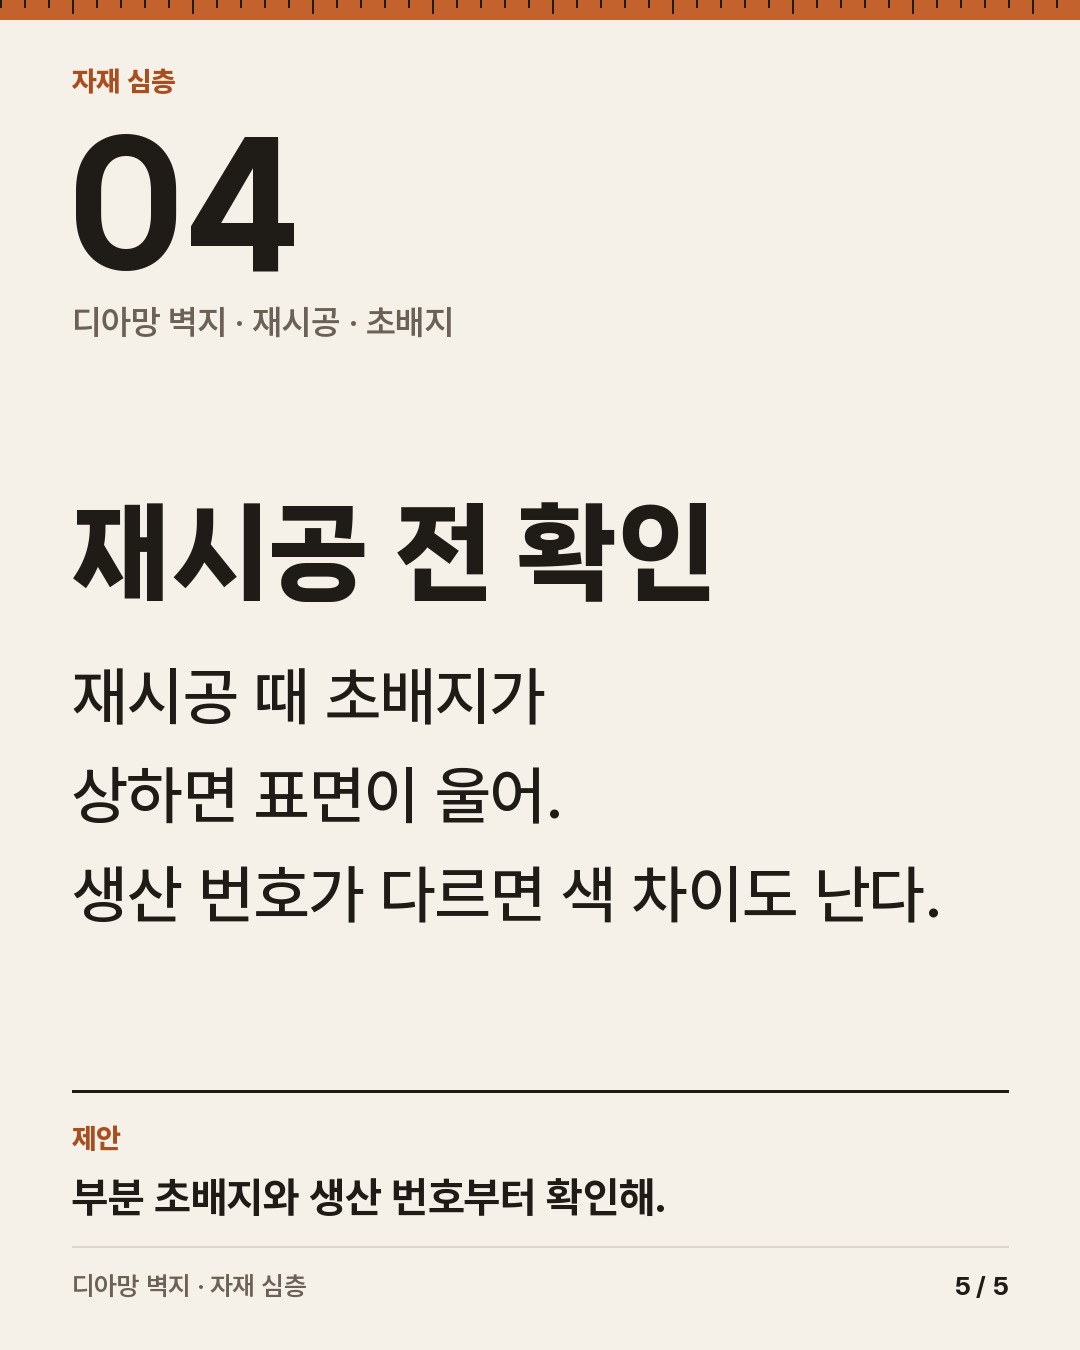 자재 심층
04
디아망 벽지 · 재시공 · 초배지
재시공 전 확인
재시공 때 초배지가
상하면 표면이 울어.
생산 번호가 다르면 색 차이도 난다.
제안
부분 초배지와 생산 번호부터 확인해.
디아망 벽지 · 자재 심층
5 / 5